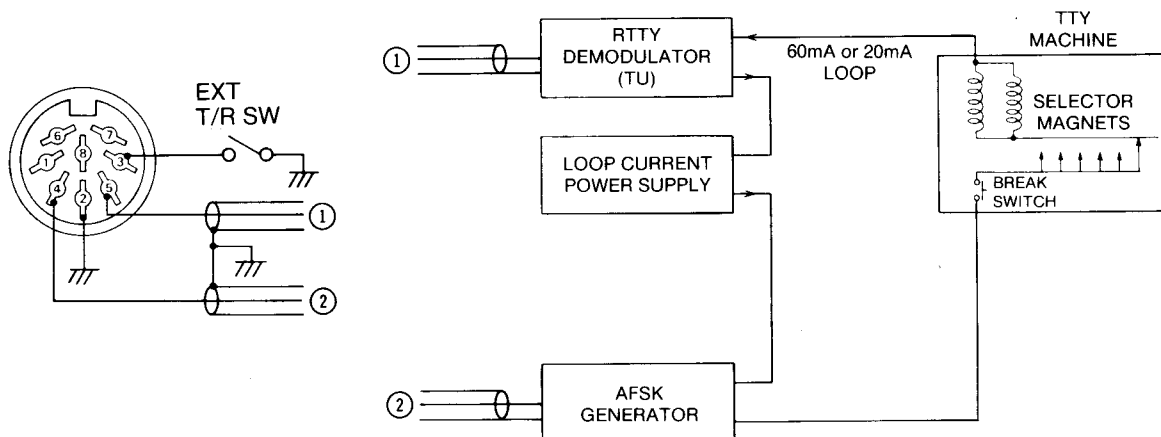 EXT
T/R SW
6
7
8
1
3
4
2
5
①
②
①
RTTY
DEMODULATOR
(TU)
60mA or 20mA
LOOP
LOOP CURRENT
POWER SUPPLY
②
AFSK
GENERATOR
TTY
MACHINE
SELECTOR
MAGNETS
BREAK
SWITCH